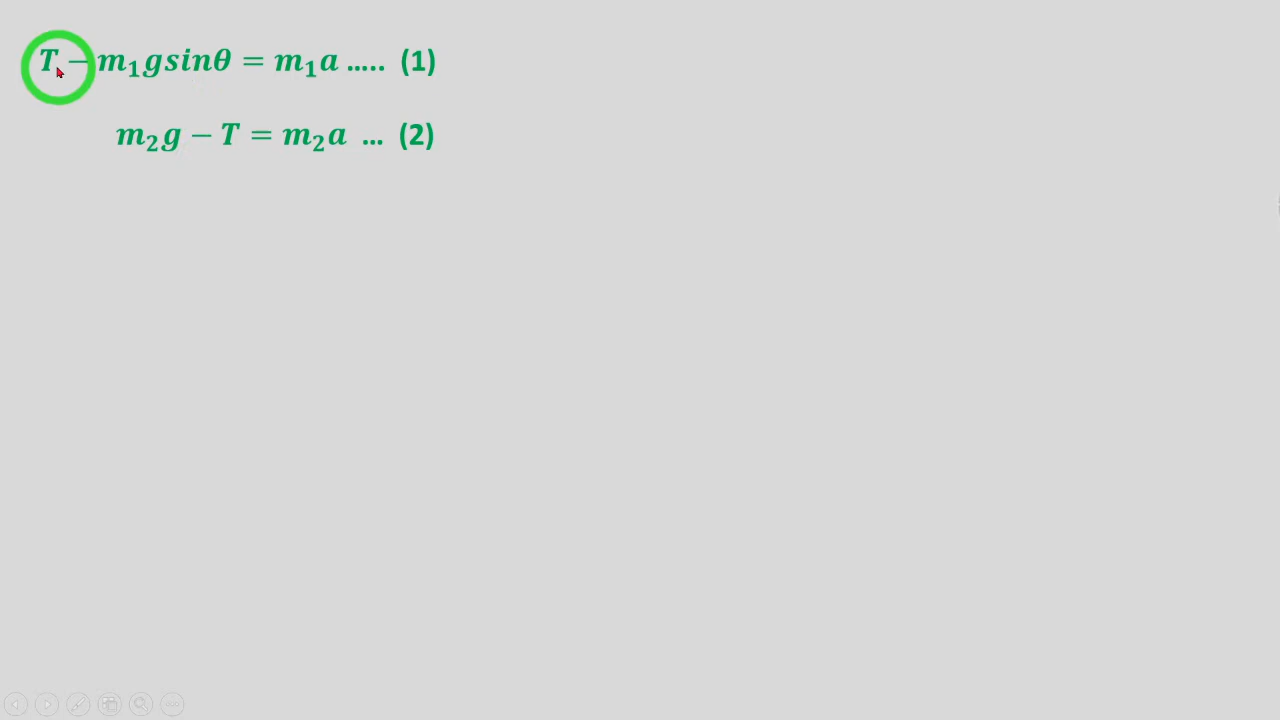 T − m₁gsinθ = m₁a ..... (1)
m₂g − T = m₂a ... (2)